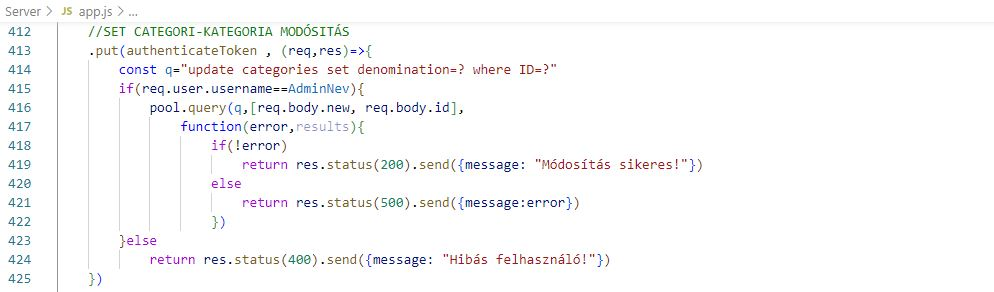 Server > JS app.js > ...
412 //SET CATEGORI-KATEGORIA MODÓSITÁS
413 .put(authenticateToken , (req,res)=>{
414 const q="update categories set denomination=? where ID=?"
415 if(req.user.username==AdminNev){
416 pool.query(q,[req.body.new, req.body.id],
417 function(error,results){
418 if(!error)
419 return res.status(200).send({message: "Módosítás sikeres!"})
420 else
421 return res.status(500).send({message:error})
422 })
423 }else
424 return res.status(400).send({message: "Hibás felhasználó!"})
425 })